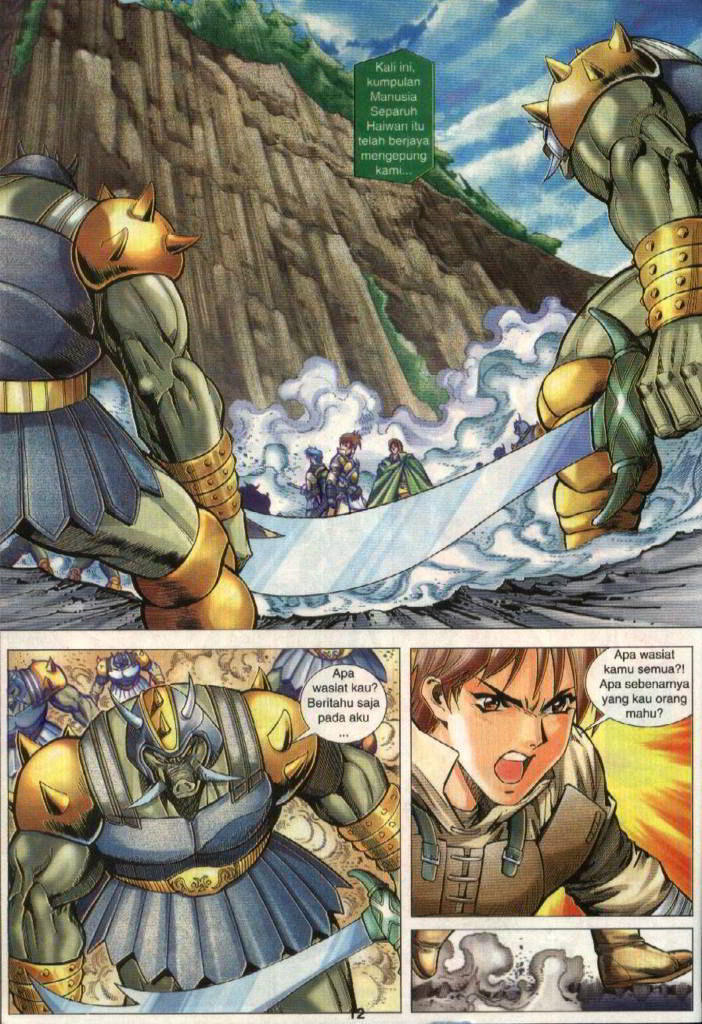 Kali ini,
kumpulan
Manusia
Separuh
Haiwan itu
telah berjaya
mengepung
kami...
Apa
wasiat kau?
Beritahu saja
pada aku
...
Apa wasiat
kamu semua?!
Apa sebenarnya
yang kau orang
mahu?
12